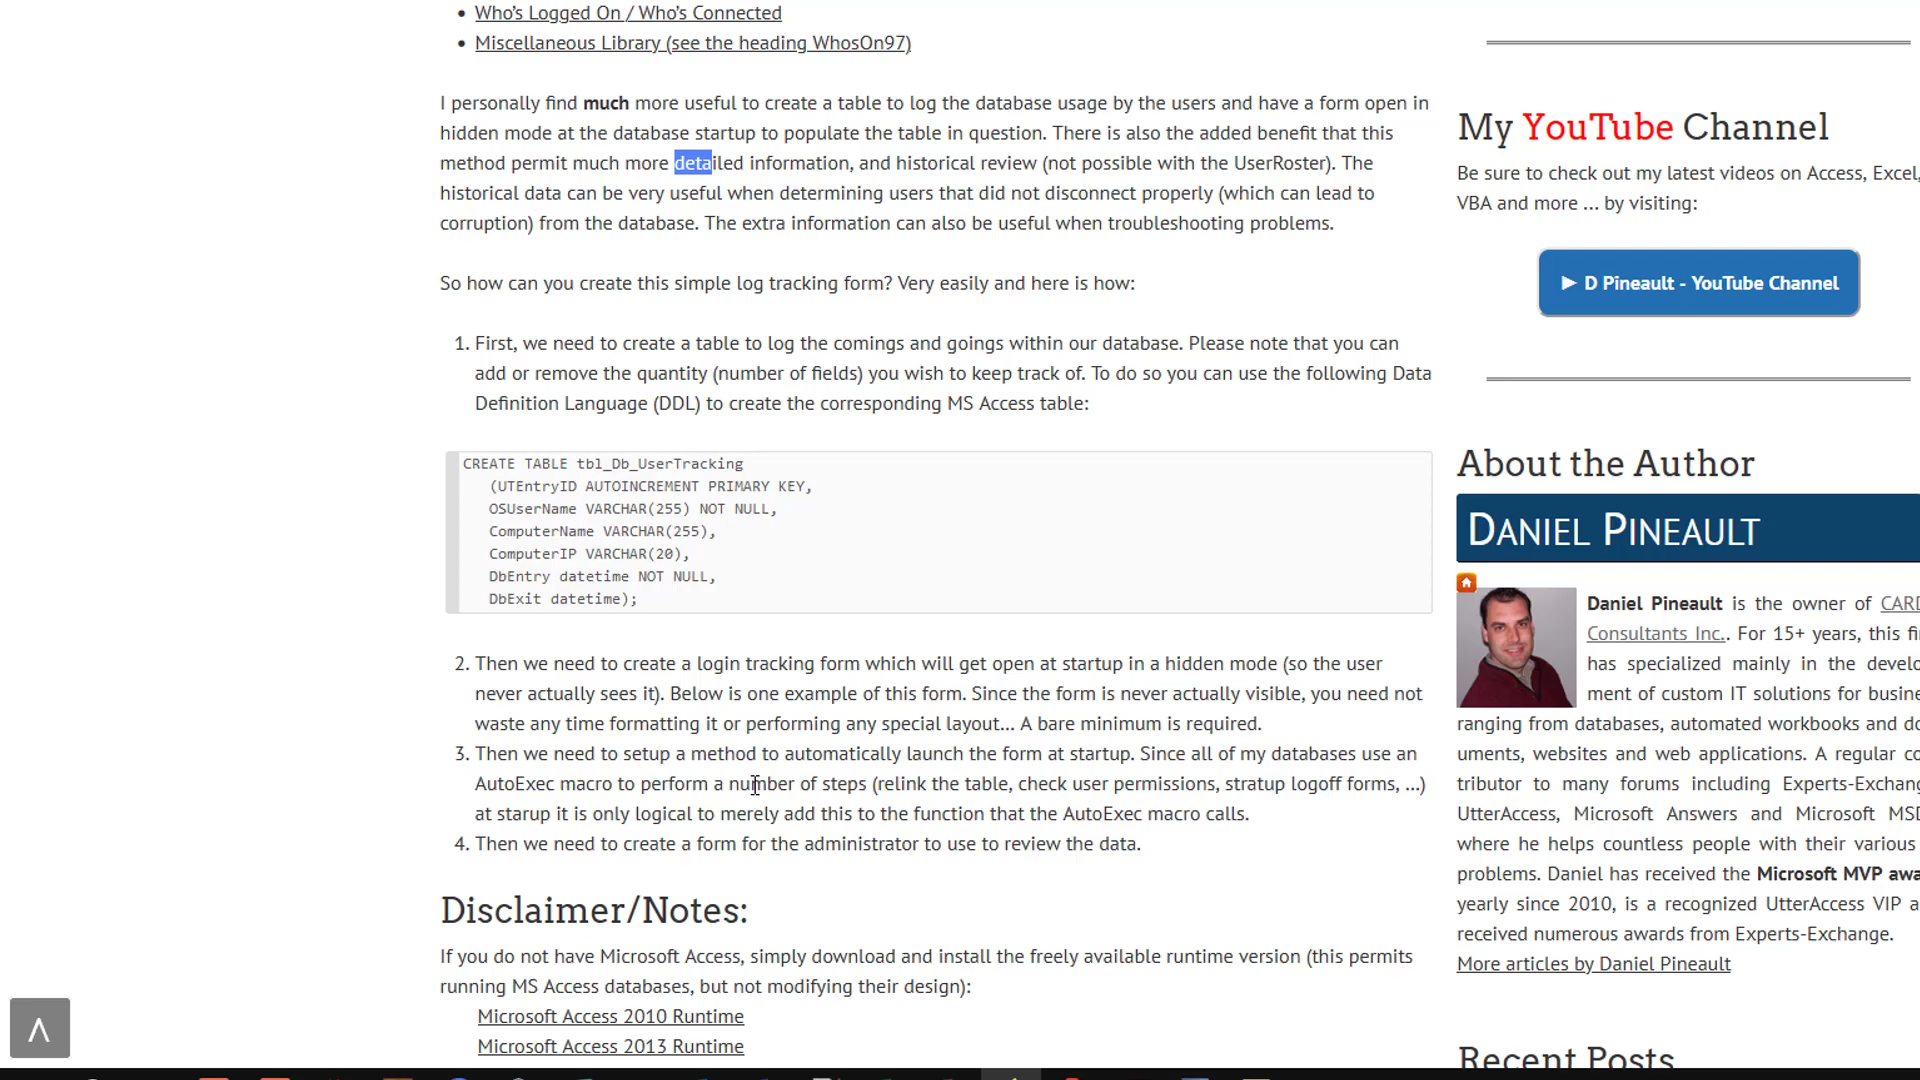 Who's Logged On / Who's Connected
Miscellaneous Library (see the heading WhosOn97)
I personally find much more useful to create a table to log the database usage by the users and have a form open in
hidden mode at the database startup to populate the table in question. There is also the added benefit that this
method permit much more detailed information, and historical review (not possible with the UserRoster). The
historical data can be very useful when determining users that did not disconnect properly (which can lead to
corruption) from the database. The extra information can also be useful when troubleshooting problems.
So how can you create this simple log tracking form? Very easily and here is how:
1. First, we need to create a table to log the comings and goings within our database. Please note that you can
add or remove the quantity (number of fields) you wish to keep track of. To do so you can use the following Data
Definition Language (DDL) to create the corresponding MS Access table:
CREATE TABLE tbl_Db_UserTracking
(UTEntryID AUTOINCREMENT PRIMARY KEY,
OSUserName VARCHAR(255) NOT NULL,
ComputerName VARCHAR(255),
ComputerIP VARCHAR(20),
DbEntry datetime NOT NULL,
DbExit datetime);
2. Then we need to create a login tracking form which will get open at startup in a hidden mode (so the user
never actually sees it). Below is one example of this form. Since the form is never actually visible, you need not
waste any time formatting it or performing any special layout... A bare minimum is required.
3. Then we need to setup a method to automatically launch the form at startup. Since all of my databases use an
AutoExec macro to perform a number of steps (relink the table, check user permissions, stratup logoff forms, ...)
at starup it is only logical to merely add this to the function that the AutoExec macro calls.
4. Then we need to create a form for the administrator to use to review the data.
Disclaimer/Notes:
If you do not have Microsoft Access, simply download and install the freely available runtime version (this permits
running MS Access databases, but not modifying their design):
Microsoft Access 2010 Runtime
Microsoft Access 2013 Runtime
My YouTube Channel
Be sure to check out my latest videos on Access, Excel,
VBA and more ... by visiting:
► D Pineault - YouTube Channel
About the Author
DANIEL PINEAULT
Daniel Pineault is the owner of CARD
Consultants Inc.. For 15+ years, this fi
has specialized mainly in the develo
ment of custom IT solutions for busine
ranging from databases, automated workbooks and do
uments, websites and web applications. A regular co
tributor to many forums including Experts-Exchang
UtterAccess, Microsoft Answers and Microsoft MSD
where he helps countless people with their various
problems. Daniel has received the Microsoft MVP awa
yearly since 2010, is a recognized UtterAccess VIP a
received numerous awards from Experts-Exchange.
More articles by Daniel Pineault
Recent Posts